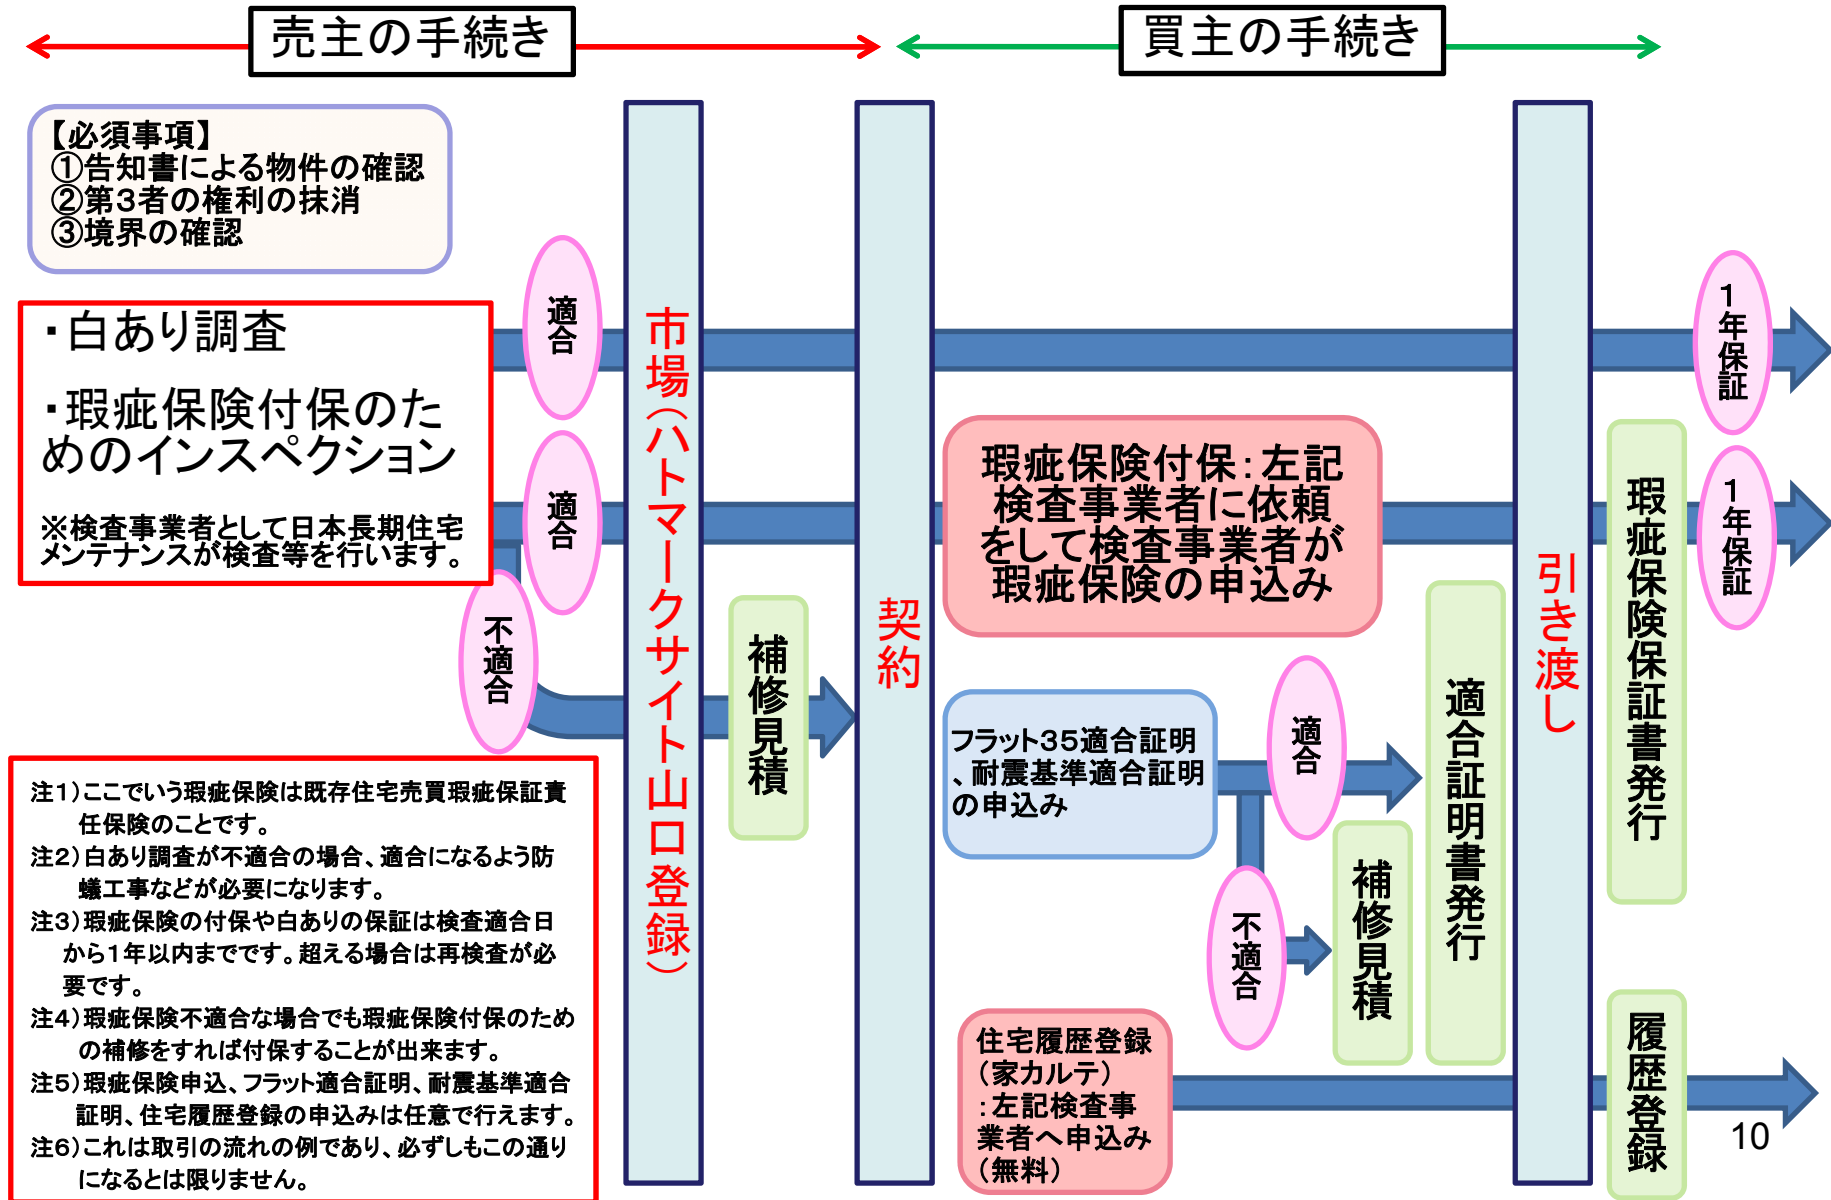 売主の手続き
買主の手続き
【必須事項】
①告知書による物件の確認
②第3者の権利の抹消
③境界の確認
・白あり調査
・瑕疵保険付保のた
めのインスペクション
※検査事業者として日本長期住宅
メンテナンスが検査等を行います。
適合
適合
不適合
市場(ハトマークサイト山口登録)
補修見積
契約
瑕疵保険付保:左記
検査事業者に依頼
をして検査事業者が
瑕疵保険の申込み
フラット35適合証明
、耐震基準適合証明
の申込み
適合
不適合
補修見積
適合証明書発行
住宅履歴登録
(家カルテ)
:左記検査事
業者へ申込み
(無料)
引き渡し
1年保証
1年保証
瑕疵保険保証書発行
履歴登録
注1)ここでいう瑕疵保険は既存住宅売買瑕疵保証責
任保険のことです。
注2)白あり調査が不適合の場合、適合になるよう防
蟻工事などが必要になります。
注3)瑕疵保険の付保や白ありの保証は検査適合日
から1年以内までです。超える場合は再検査が必
要です。
注4)瑕疵保険不適合な場合でも瑕疵保険付保のため
の補修をすれば付保することが出来ます。
注5)瑕疵保険申込、フラット適合証明、耐震基準適合
証明、住宅履歴登録の申込みは任意で行えます。
注6)これは取引の流れの例であり、必ずしもこの通り
になるとは限りません。
10